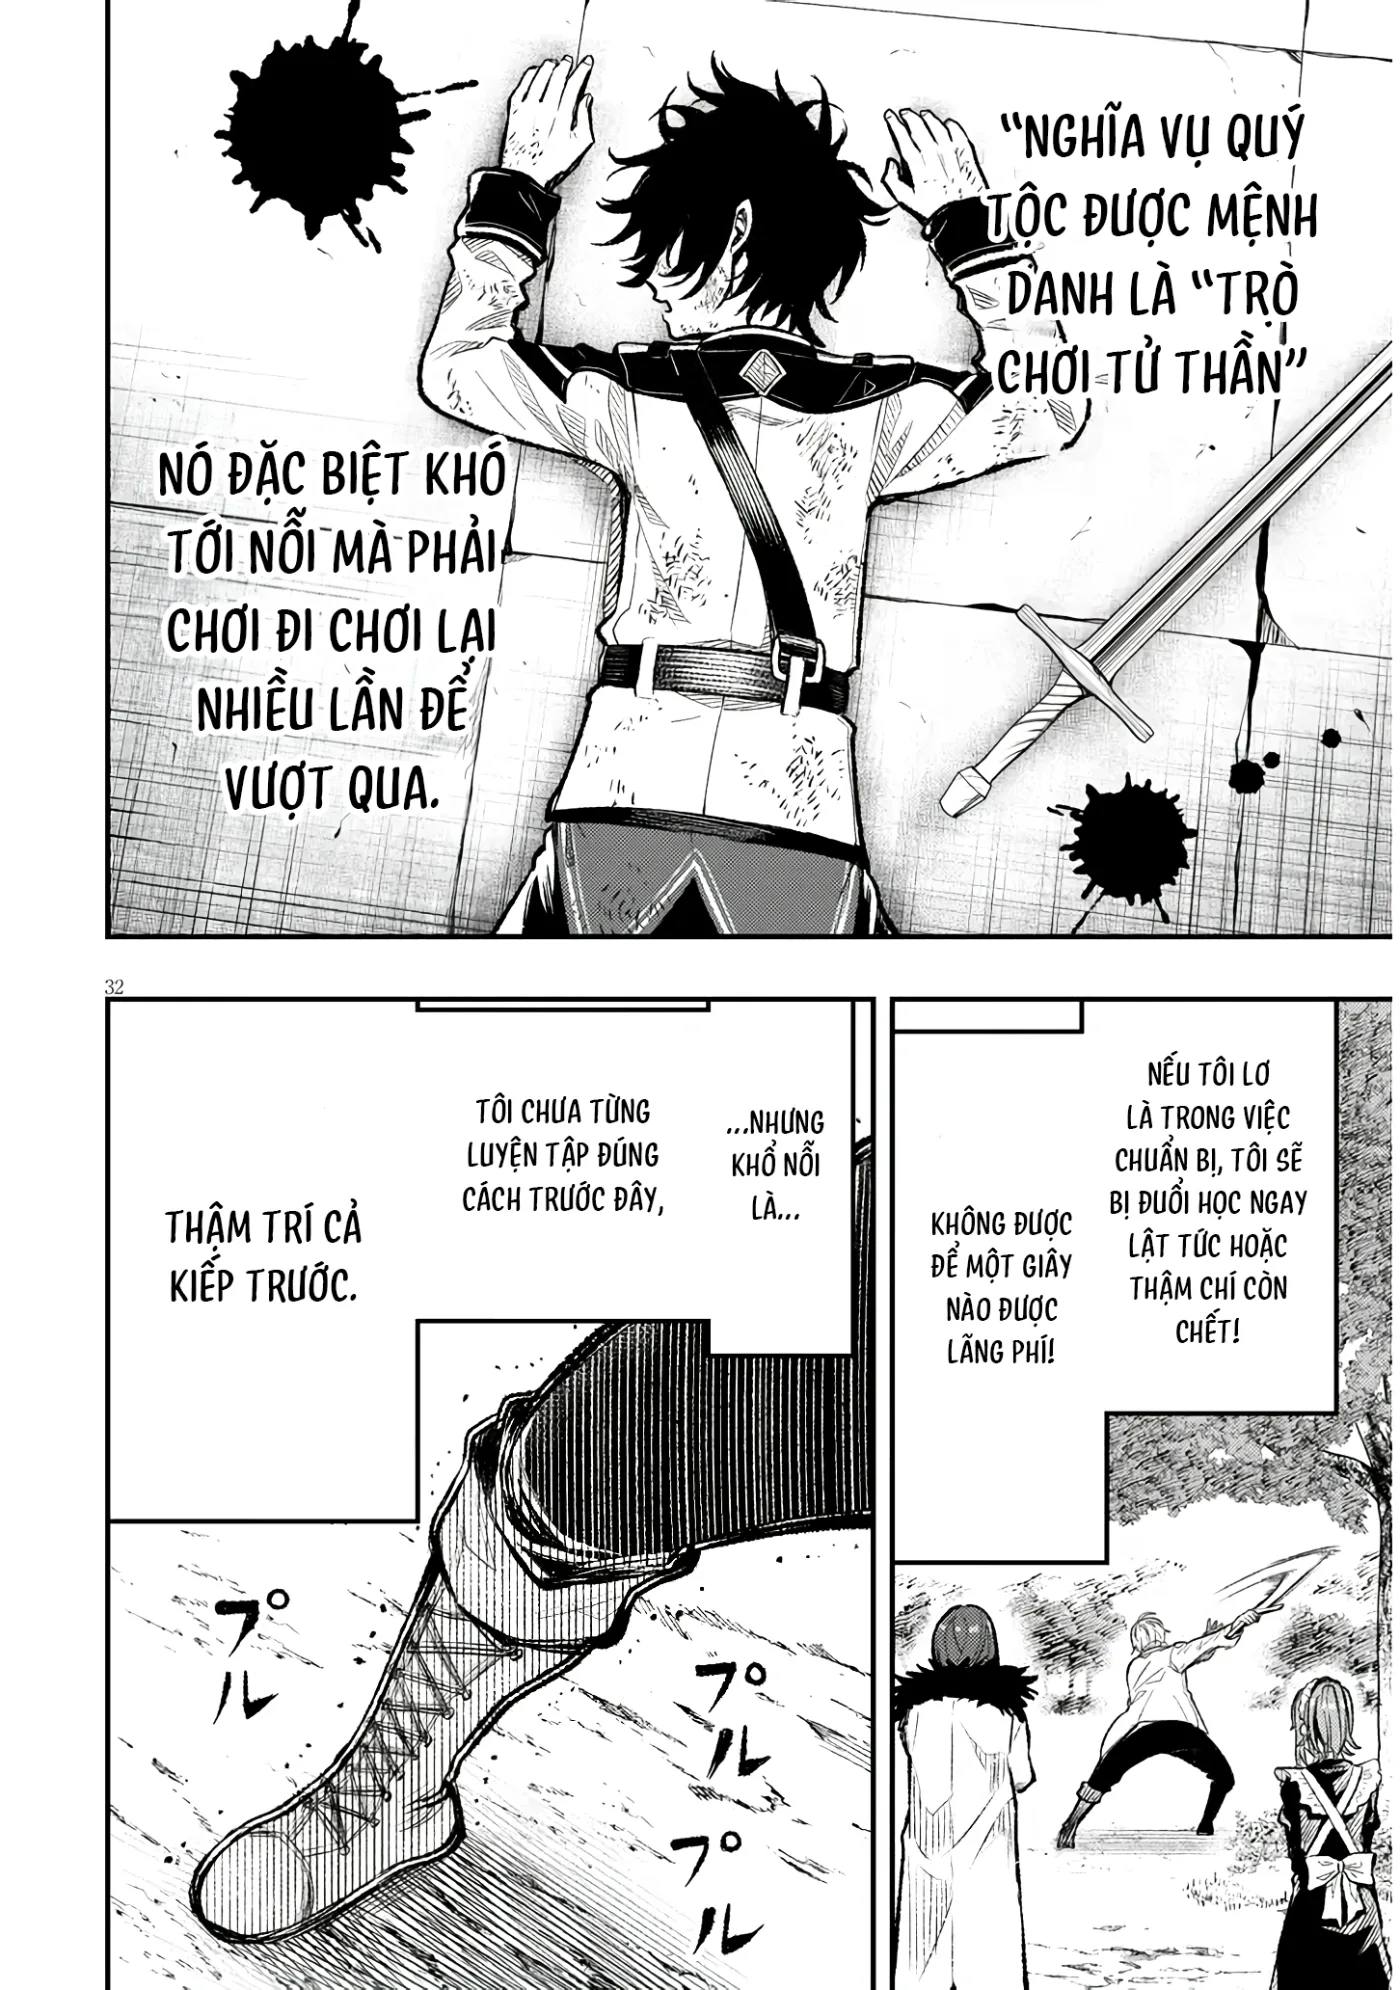 “NGHĨA VỤ QUÝ
TỘC ĐƯỢC MỆNH
DANH LÀ “TRÒ
CHƠI TỬ THẦN”
NÓ ĐẶC BIỆT KHÓ
TỚI NỖI MÀ PHẢI
CHƠI ĐI CHƠI LẠI
NHIỀU LẦN ĐỂ
VƯỢT QUA.
32
NẾU TÔI LƠ
LÀ TRONG VIỆC
CHUẨN BỊ, TÔI SẼ
BỊ ĐUỔI HỌC NGAY
LẬT TỨC HOẶC
THẬM CHÍ CÒN
CHẾT!
KHÔNG ĐƯỢC
ĐỂ MỘT GIÂY
NÀO ĐƯỢC
LÃNG PHÍ!
...NHƯNG
KHỔ NỖI
LÀ...
TÔI CHƯA TỪNG
LUYỆN TẬP ĐÚNG
CÁCH TRƯỚC ĐÂY,
THẬM TRÍ CẢ
KIẾP TRƯỚC.
プルル
プルル
プルル